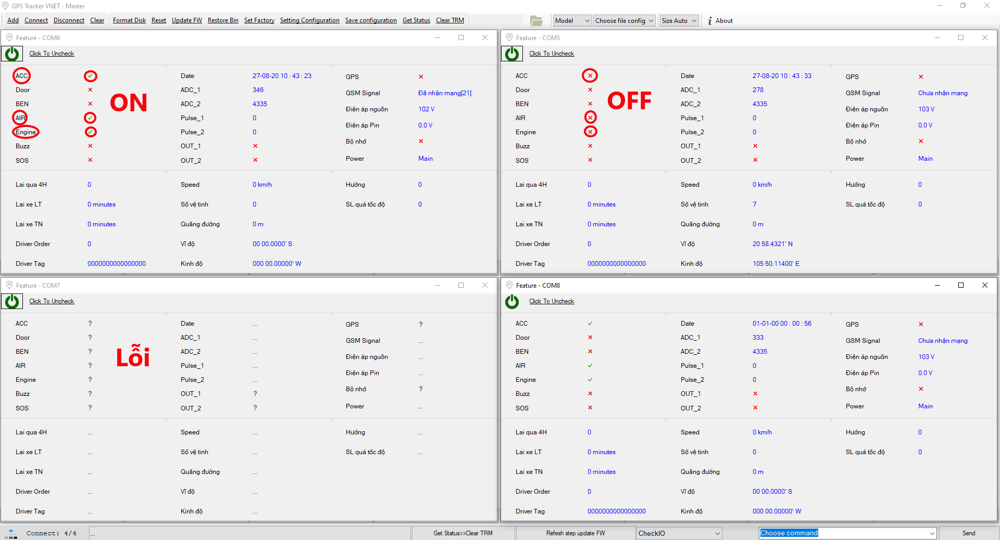 GPS Tracker VNET - Master
Add Connect Disconnect Clear Format Disk Reset Update FW Restore Bin Set Factory Setting Configuration Save configuration Get Status Clear TRM Model Choose file config Size Auto About
Feature - COM6
Click To Uncheck
ACC Date 27-08-20 10 : 43 : 23 GPS
Door ADC_1 346 GSM Signal Đã nhận mạng[21]
BEN ADC_2 4335 Điện áp nguồn 102 V
AIR Pulse_1 0
Engine Pulse_2 0 Điện áp Pin 0.0 V
Buzz OUT_1 Bộ nhớ
SOS OUT_2 Power Main
ON
Lai qua 4H 0 Speed 0 km/h Hướng 0
Lai xe LT 0 minutes Số vệ tinh 0 SL quá tốc độ 0
Lai xe TN 0 minutes Quãng đường 0 m
Driver Order 0 Vĩ độ 00 00.0000' S
Driver Tag 0000000000000000 Kinh độ 000 00.00000' W
Feature - COM5
Click To Uncheck
ACC Date 27-08-20 10 : 43 : 33 GPS
Door ADC_1 278 GSM Signal Chưa nhận mạng
BEN ADC_2 4335 Điện áp nguồn 103 V
AIR Pulse_1 0
Engine Pulse_2 0 Điện áp Pin 0.0 V
Buzz OUT_1 Bộ nhớ
SOS OUT_2 Power Main
OFF
Lai qua 4H 0 Speed 0 km/h Hướng 0
Lai xe LT 0 minutes Số vệ tinh 7 SL quá tốc độ 0
Lai xe TN 0 minutes Quãng đường 0 m
Driver Order 0 Vĩ độ 20 58.4321' N
Driver Tag 0000000000000000 Kinh độ 105 50.11400' E
Feature - COM7
Click To Uncheck
ACC ? Date ... GPS ?
Door ? ADC_1 ... GSM Signal ...
BEN ? ADC_2 ... Điện áp nguồn ...
AIR ? Pulse_1 ...
Engine ? Pulse_2 ... Điện áp Pin ...
Buzz ? OUT_1 ? Bộ nhớ ?
SOS ? OUT_2 ? Power ...
Lỗi
Lai qua 4H ... Speed ... Hướng ...
Lai xe LT ... Số vệ tinh ... SL quá tốc độ ...
Lai xe TN ... Quãng đường ...
Driver Order ... Vĩ độ ...
Driver Tag ... Kinh độ ...
Feature - COM8
Click To Uncheck
ACC Date 01-01-00 00 : 00 : 56 GPS
Door ADC_1 333 GSM Signal Chưa nhận mạng
BEN ADC_2 4335 Điện áp nguồn 103 V
AIR Pulse_1 0
Engine Pulse_2 0 Điện áp Pin 0.0 V
Buzz OUT_1 Bộ nhớ
SOS OUT_2 Power Main
Lai qua 4H 0 Speed 0 km/h Hướng 0
Lai xe LT 0 minutes Số vệ tinh 0 SL quá tốc độ 0
Lai xe TN 0 minutes Quãng đường 0 m
Driver Order 0 Vĩ độ 00 00.0000' S
Driver Tag 0000000000000000 Kinh độ 000 00.00000' W
Connect: 4/4 ... Get Status>>Clear TRM Refesh step update FW CheckIO Choose command Send